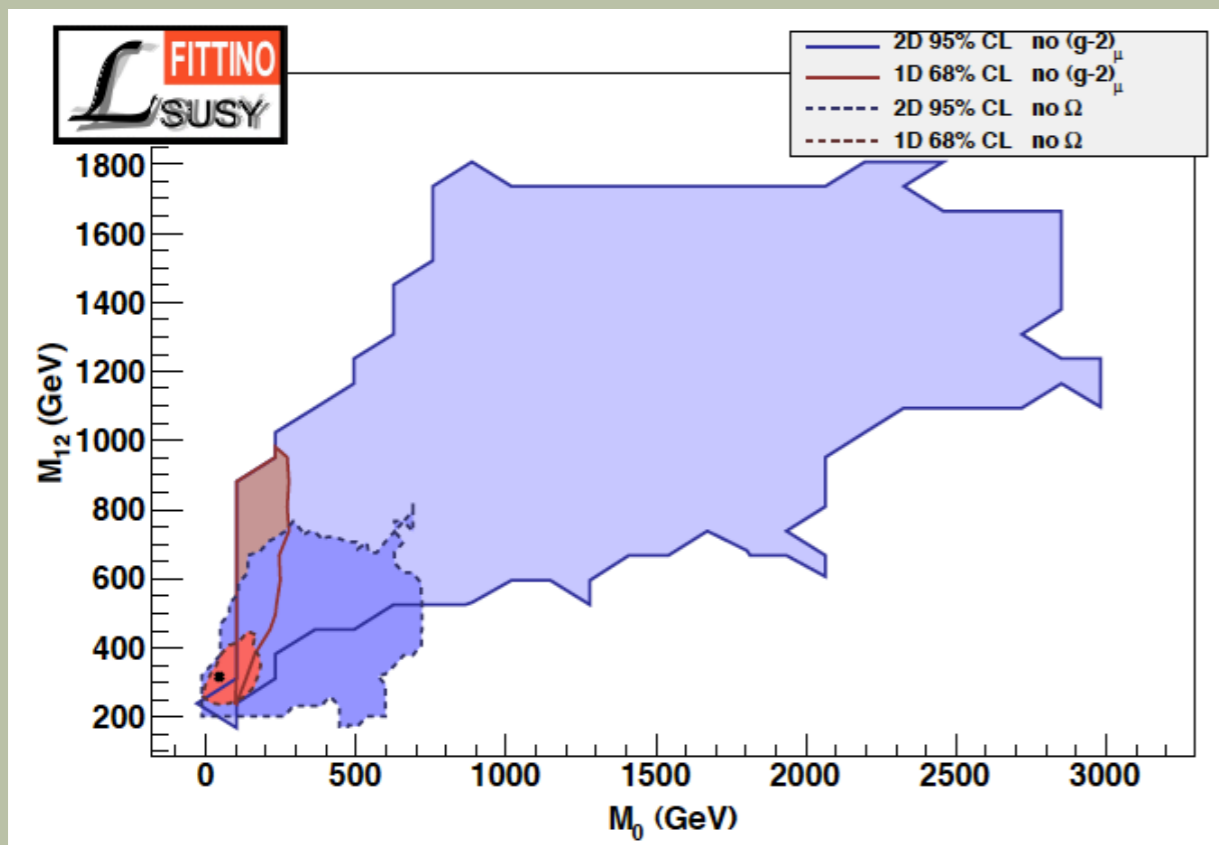 L FITTINO
SUSY
2D 95% CL no (g-2)μ
1D 68% CL no (g-2)μ
2D 95% CL no Ω
1D 68% CL no Ω
1800
1600
1400
1200
1000
800
600
400
200
M12 (GeV)
0 500 1000 1500 2000 2500 3000
M0 (GeV)